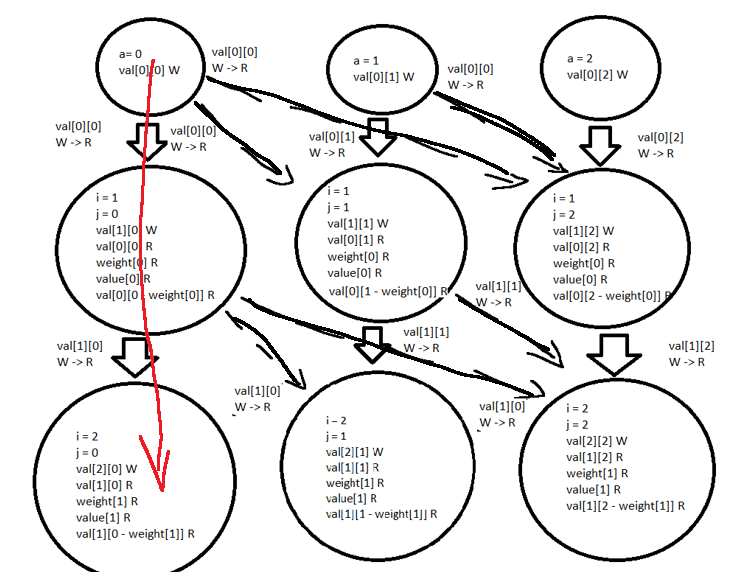 a= 0
val[0][0] W
val[0][0]
W -> R
a = 1
val[0][1] W
val[0][0]
W -> R
a = 2
val[0][2] W
val[0][0]
W -> R
val[0][0]
W -> R
val[0][1]
W -> R
val[0][2]
W -> R
i = 1
j = 0
val[1][0] W
val[0][0] R
weight[0] R
value[0] R
val[0][0 - weight[0]] R
i = 1
j = 1
val[1][1] W
val[0][1] R
weight[0] R
value[0] R
val[0][1 - weight[0]] R
i = 1
j = 2
val[1][2] W
val[0][2] R
weight[0] R
value[0] R
val[0][2 - weight[0]] R
val[1][1]
W -> R
val[1][0]
W -> R
val[1][1]
W -> R
val[1][2]
W -> R
val[1][0]
W -> R
val[1][0]
W -> R
i = 2
j = 0
val[2][0] W
val[1][0] R
weight[1] R
value[1] R
val[1][0 - weight[1]] R
i – 2
j = 1
val[2][1] W
val[1][1] R
weight[1] R
value[1] R
val[1][1 - weight[1]] R
i = 2
j = 2
val[2][2] W
val[1][2] R
weight[1] R
value[1] R
val[1][2 - weight[1]] R